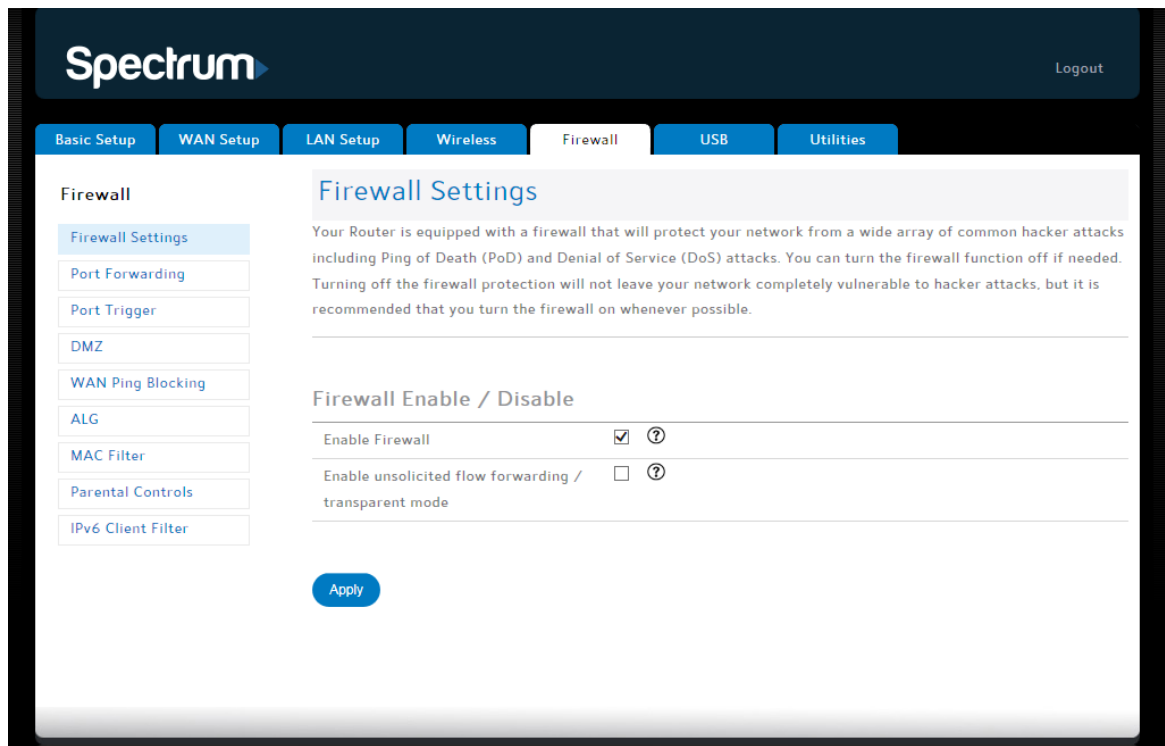 Spectrum
Logout
Basic Setup
WAN Setup
LAN Setup
Wireless
Firewall
USB
Utilities
Firewall
Firewall Settings
Port Forwarding
Port Trigger
DMZ
WAN Ping Blocking
ALG
MAC Filter
Parental Controls
IPv6 Client Filter
Firewall Settings
Your Router is equipped with a firewall that will protect your network from a wide array of common hacker attacks
including Ping of Death (PoD) and Denial of Service (DoS) attacks. You can turn the firewall function off if needed.
Turning off the firewall protection will not leave your network completely vulnerable to hacker attacks, but it is
recommended that you turn the firewall on whenever possible.
Firewall Enable / Disable
Enable Firewall
?
Enable unsolicited flow forwarding /
transparent mode
?
Apply